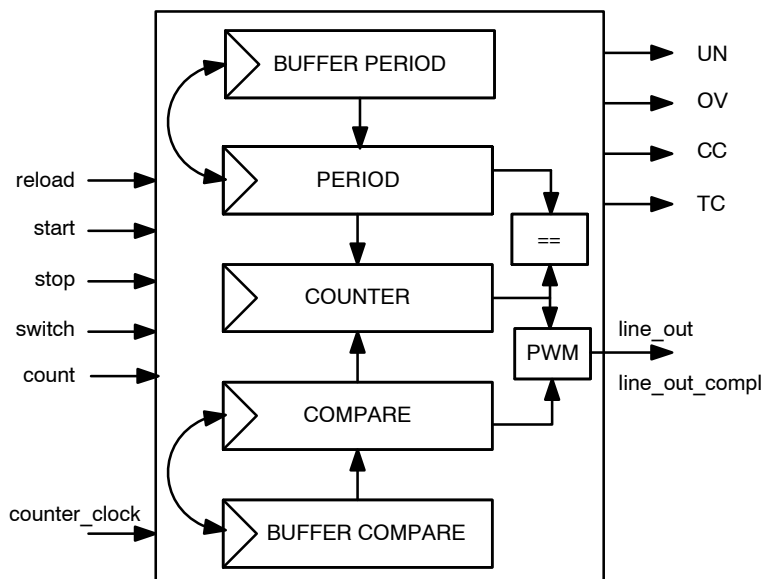 BUFFER PERIOD
UN
OV
CC
TC
reload
PERIOD
start
==
stop
COUNTER
switch
line_out
PWM
count
line_out_compl
COMPARE
counter_clock
BUFFER COMPARE